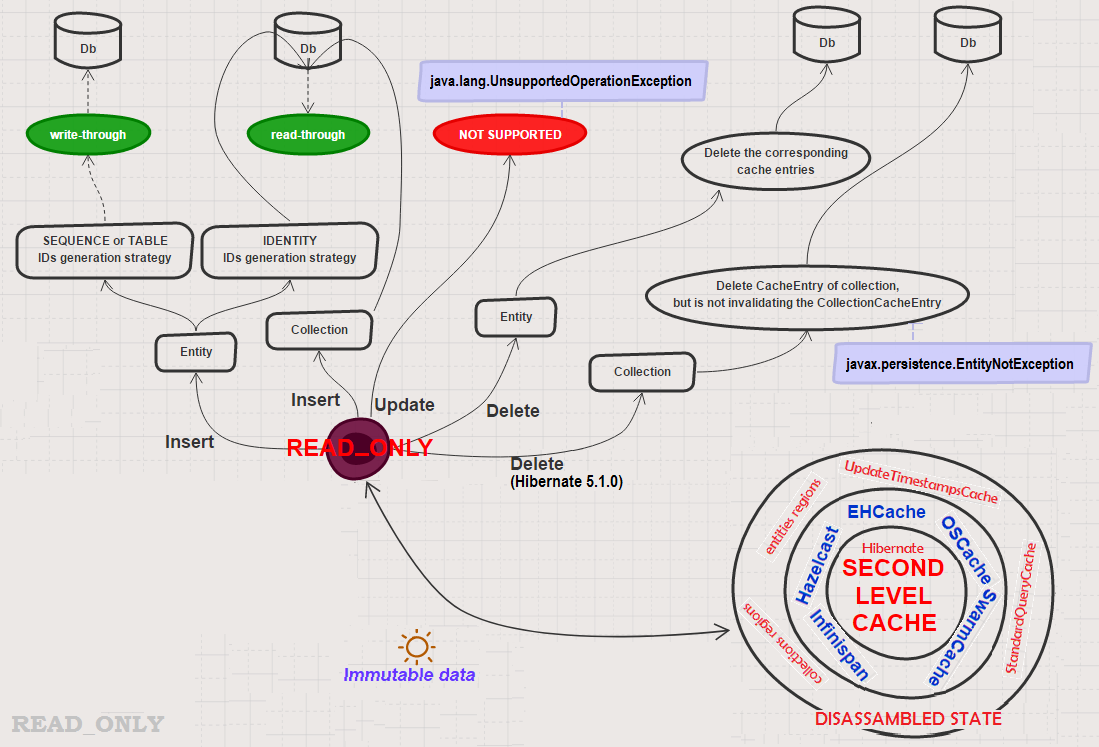 Db
Db
Db
Db
java.lang.UnsupportedOperationException
write-through
read-through
NOT SUPPORTED
Delete the corresponding
cache entries
SEQUENCE or TABLE
IDs generation strategy
IDENTITY
IDs generation strategy
Delete CacheEntry of collection,
but is not invalidating the CollectionCacheEntry
Entity
Collection
Entity
Collection
javax.persistence.EntityNotException
Insert
Insert
Update
Delete
READ_ONLY
Delete
(Hibernate 5.1.0)
UpdateTimestampsCache
entities regions
EHCache
OSCache
Hazelcast
Hibernate
SECOND
LEVEL
CACHE
StandardQueryCache
SwarmCache
Infinispan
collections regions
DISASSAMBLED STATE
Immutable data
READ_ONLY